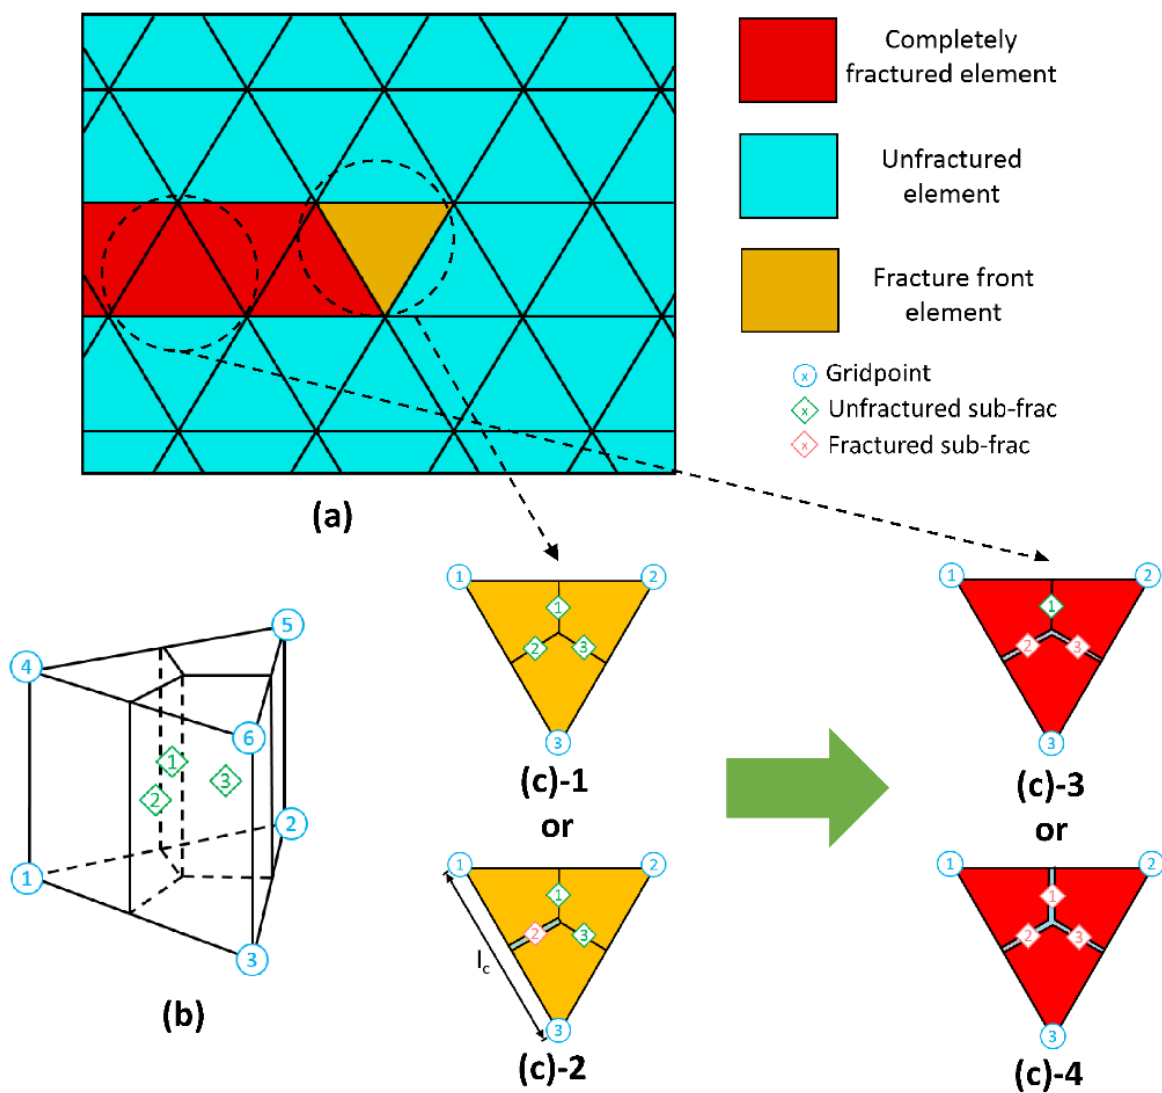 Completely
fractured element
Unfractured
element
Fracture front
element
x Gridpoint
x Unfractured sub-frac
x Fractured sub-frac
(a)
4
5
6
1
2
3
1
2
3
(b)
1
2
1
2
3
3
(c)-1
or
1
2
1
2
3
lc
3
(c)-2
1
2
1
2
3
3
(c)-3
or
1
2
1
2
3
3
(c)-4